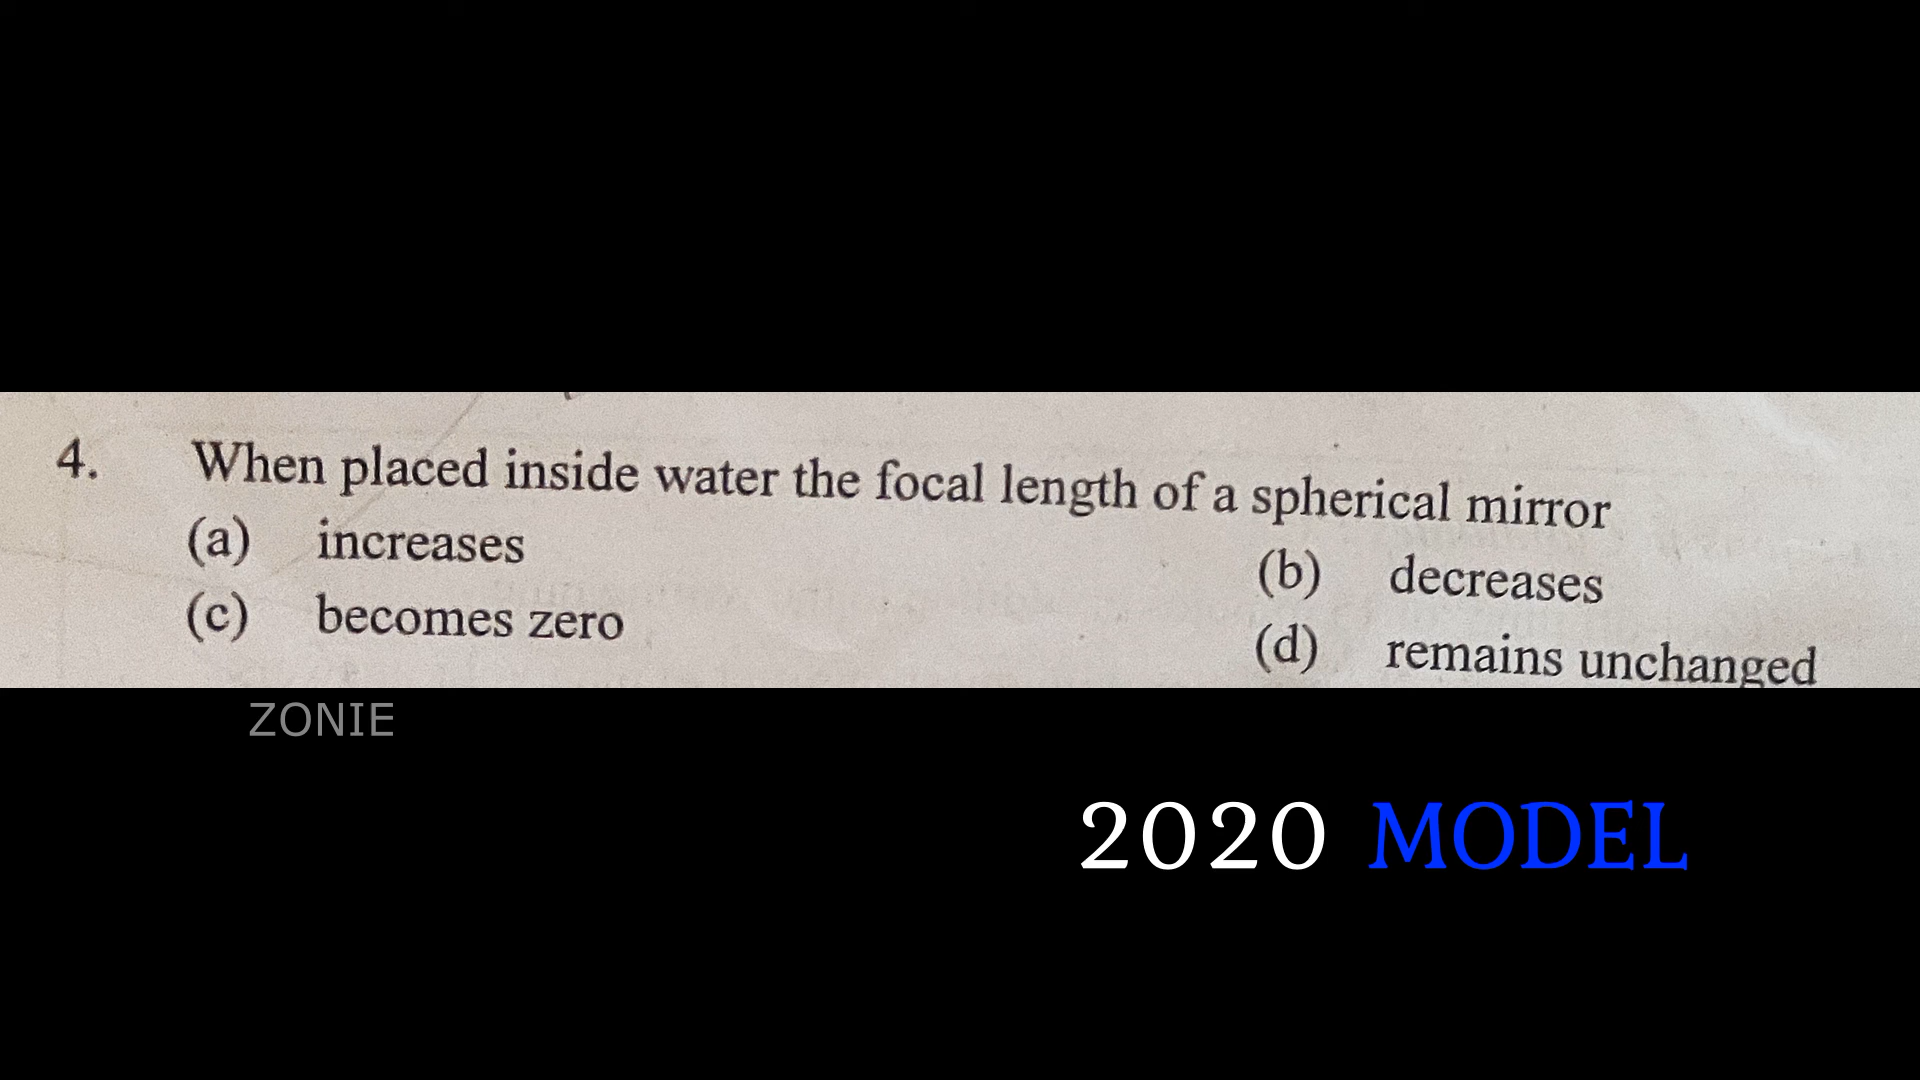 4. When placed inside water the focal length of a spherical mirror
(a) increases (b) decreases
(c) becomes zero (d) remains unchanged
ZONIE
2020 MODEL